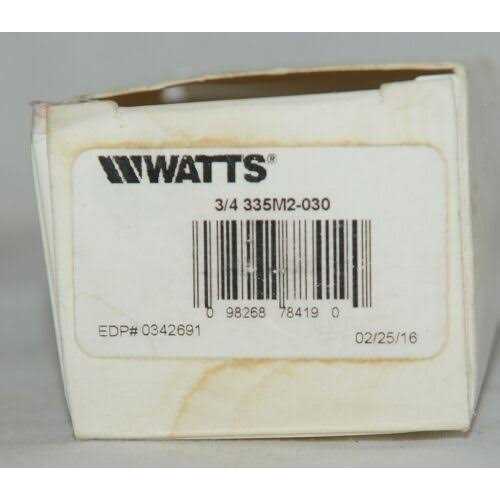 WATTS®
3/4 335M2-030
0 98268 78419 0
EDP# 0342691
02/25/16